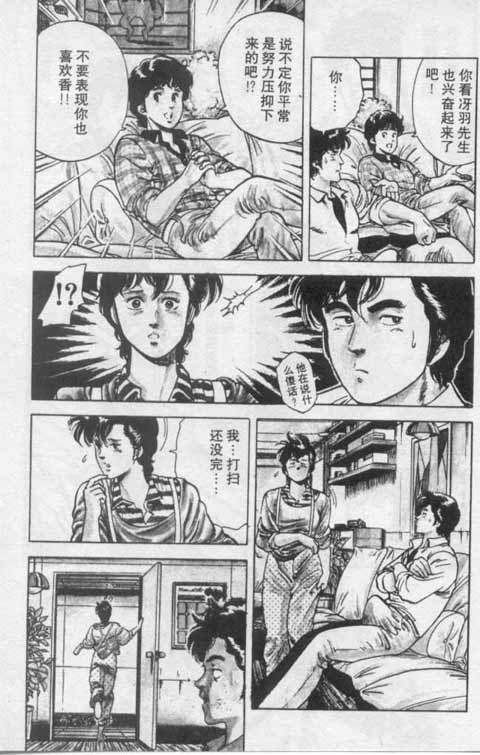 你看冴羽先生
也兴奋起来了
吧！
你……
说不定你平常
是努力压抑下
来的吧!?
不要表现你也
喜欢香!!
!?
他在说什
么傻话？
我…打扫
还没完……